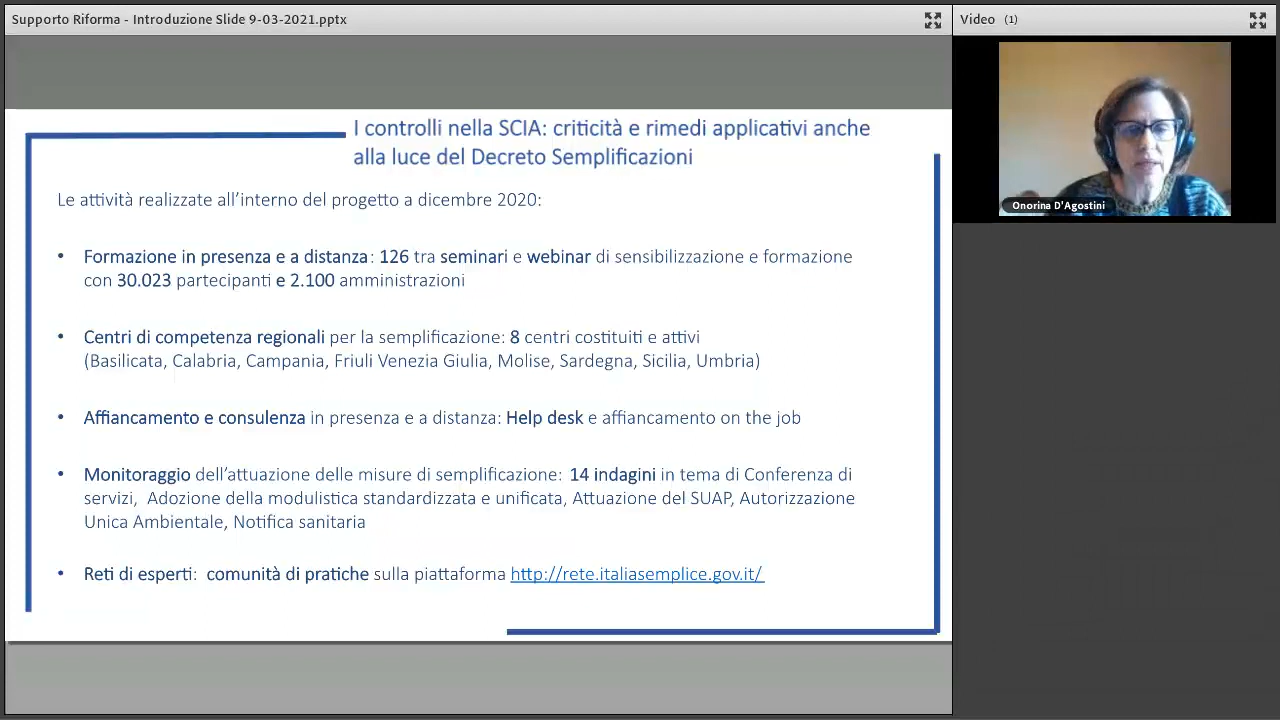 Supporto Riforma - Introduzione Slide 9-03-2021.pptx
Video (1)
I controlli nella SCIA: criticità e rimedi applicativi anche
alla luce del Decreto Semplificazioni
Le attività realizzate all'interno del progetto a dicembre 2020:
• Formazione in presenza e a distanza: 126 tra seminari e webinar di sensibilizzazione e formazione
con 30.023 partecipanti e 2.100 amministrazioni
• Centri di competenza regionali per la semplificazione: 8 centri costituiti e attivi
(Basilicata, Calabria, Campania, Friuli Venezia Giulia, Molise, Sardegna, Sicilia, Umbria)
• Affiancamento e consulenza in presenza e a distanza: Help desk e affiancamento on the job
• Monitoraggio dell'attuazione delle misure di semplificazione: 14 indagini in tema di Conferenza di
servizi, Adozione della modulistica standardizzata e unificata, Attuazione del SUAP, Autorizzazione
Unica Ambientale, Notifica sanitaria
• Reti di esperti: comunità di pratiche sulla piattaforma http://rete.italiasemplice.gov.it/
Onorina D'Agostini